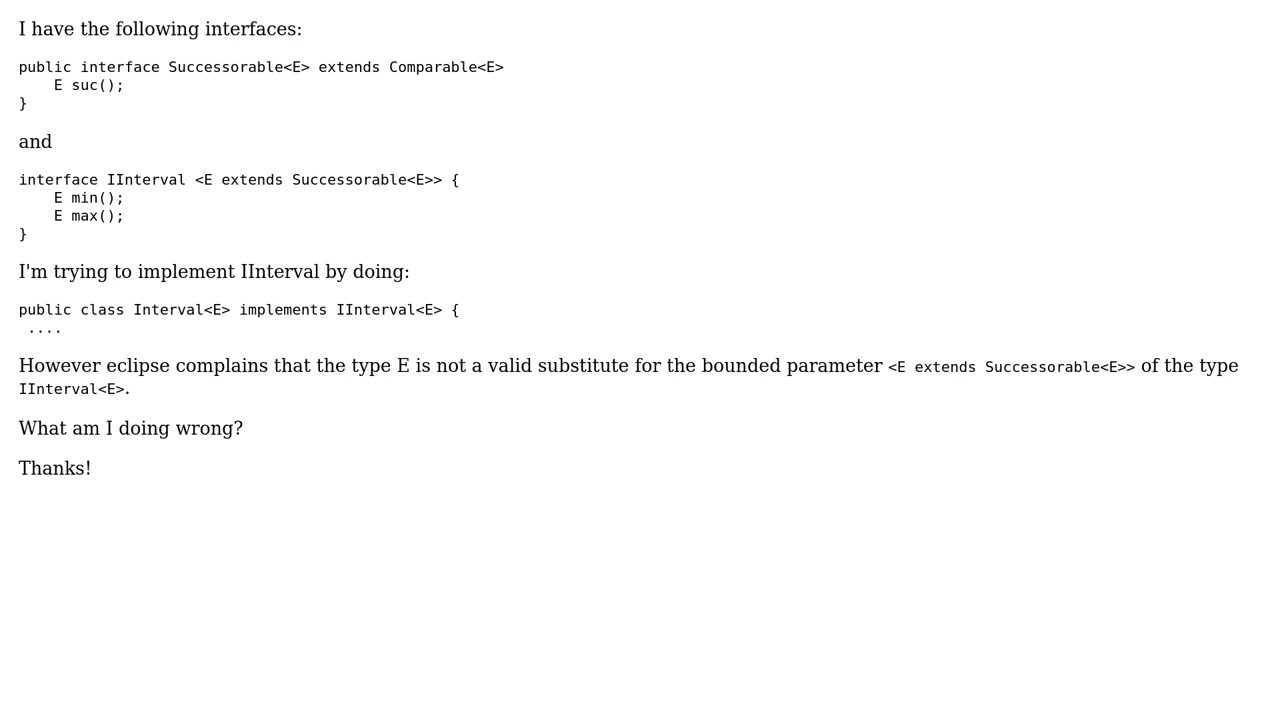 I have the following interfaces:
public interface Successorable<E> extends Comparable<E>
    E suc();
}
and
interface IInterval <E extends Successorable<E>> {
    E min();
    E max();
}
I'm trying to implement IInterval by doing:
public class Interval<E> implements IInterval<E> {
 ....
However eclipse complains that the type E is not a valid substitute for the bounded parameter <E extends Successorable<E>> of the type
IInterval<E>.
What am I doing wrong?
Thanks!